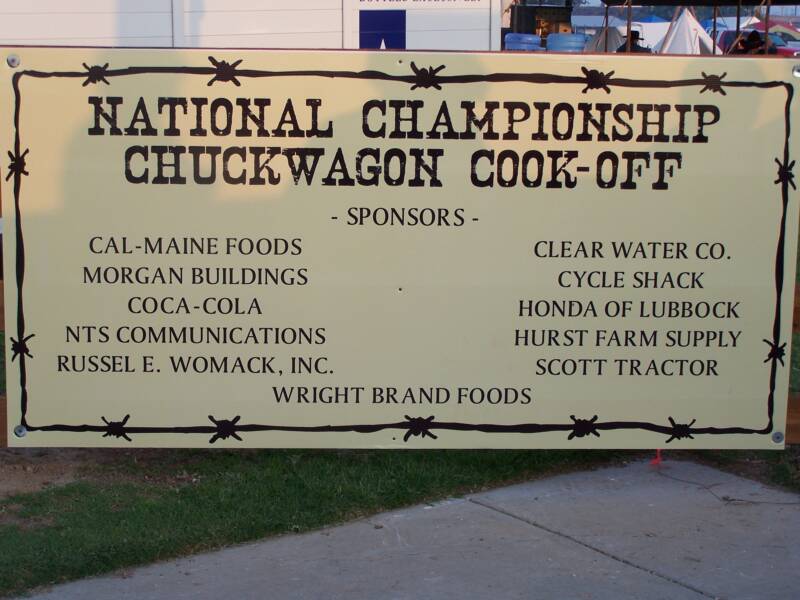 NATIONAL CHAMPIONSHIP
CHUCKWAGON COOK-OFF
- SPONSORS -
CAL-MAINE FOODS
MORGAN BUILDINGS
COCA-COLA
NTS COMMUNICATIONS
RUSSEL E. WOMACK, INC.
CLEAR WATER CO.
CYCLE SHACK
HONDA OF LUBBOCK
HURST FARM SUPPLY
SCOTT TRACTOR
WRIGHT BRAND FOODS